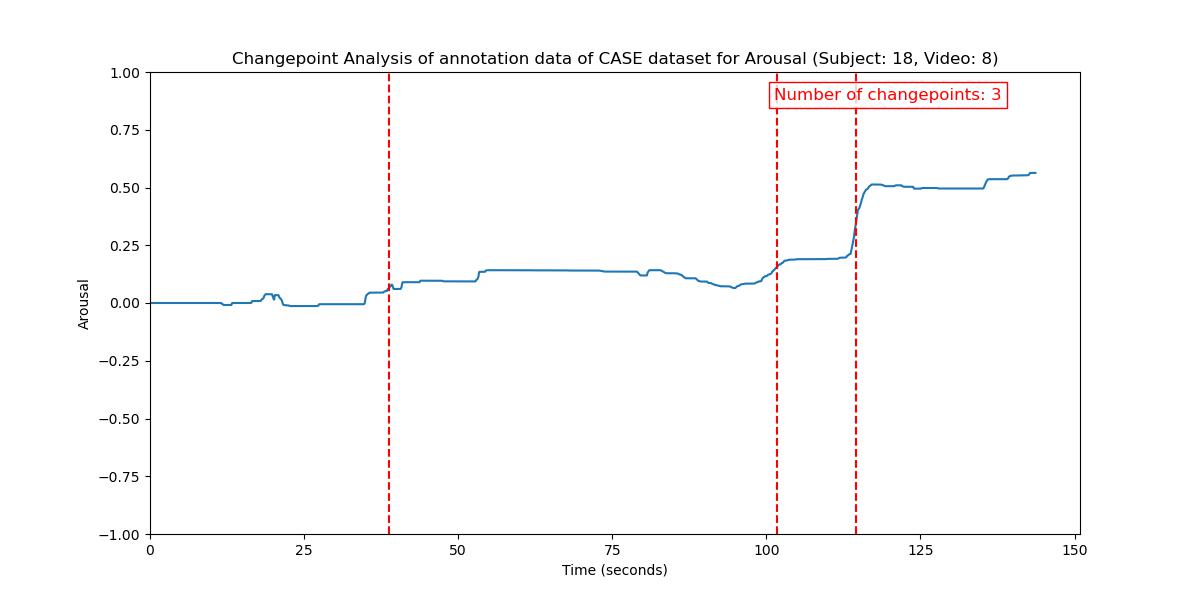 Changepoint Analysis of annotation data of CASE dataset for Arousal (Subject: 18, Video: 8)
Number of changepoints: 3
1.00
0.75
0.50
0.25
0.00
−0.25
−0.50
−0.75
−1.00
Arousal
0 25 50 75 100 125 150
Time (seconds)